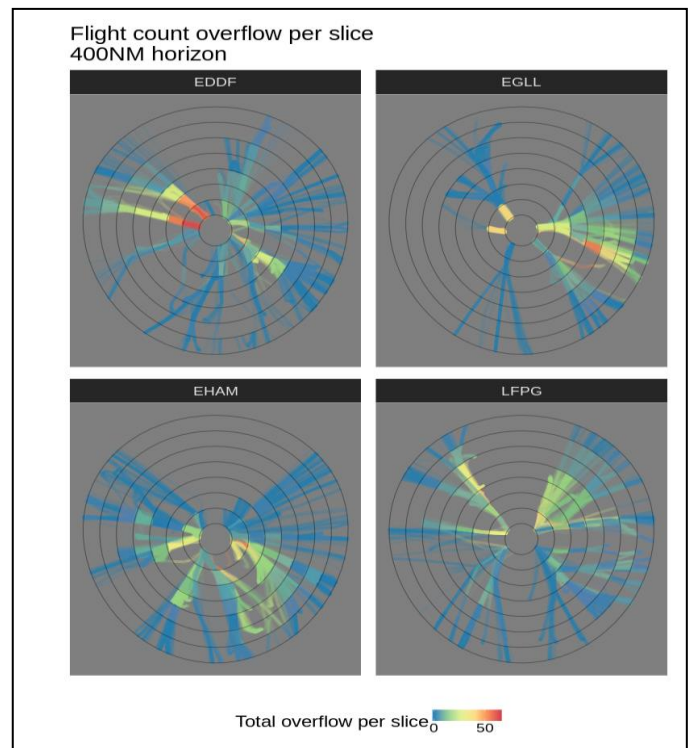 Flight count overflow per slice
400NM horizon
EDDF
EGLL
EHAM
LFPG
Total overflow per slice
0 50